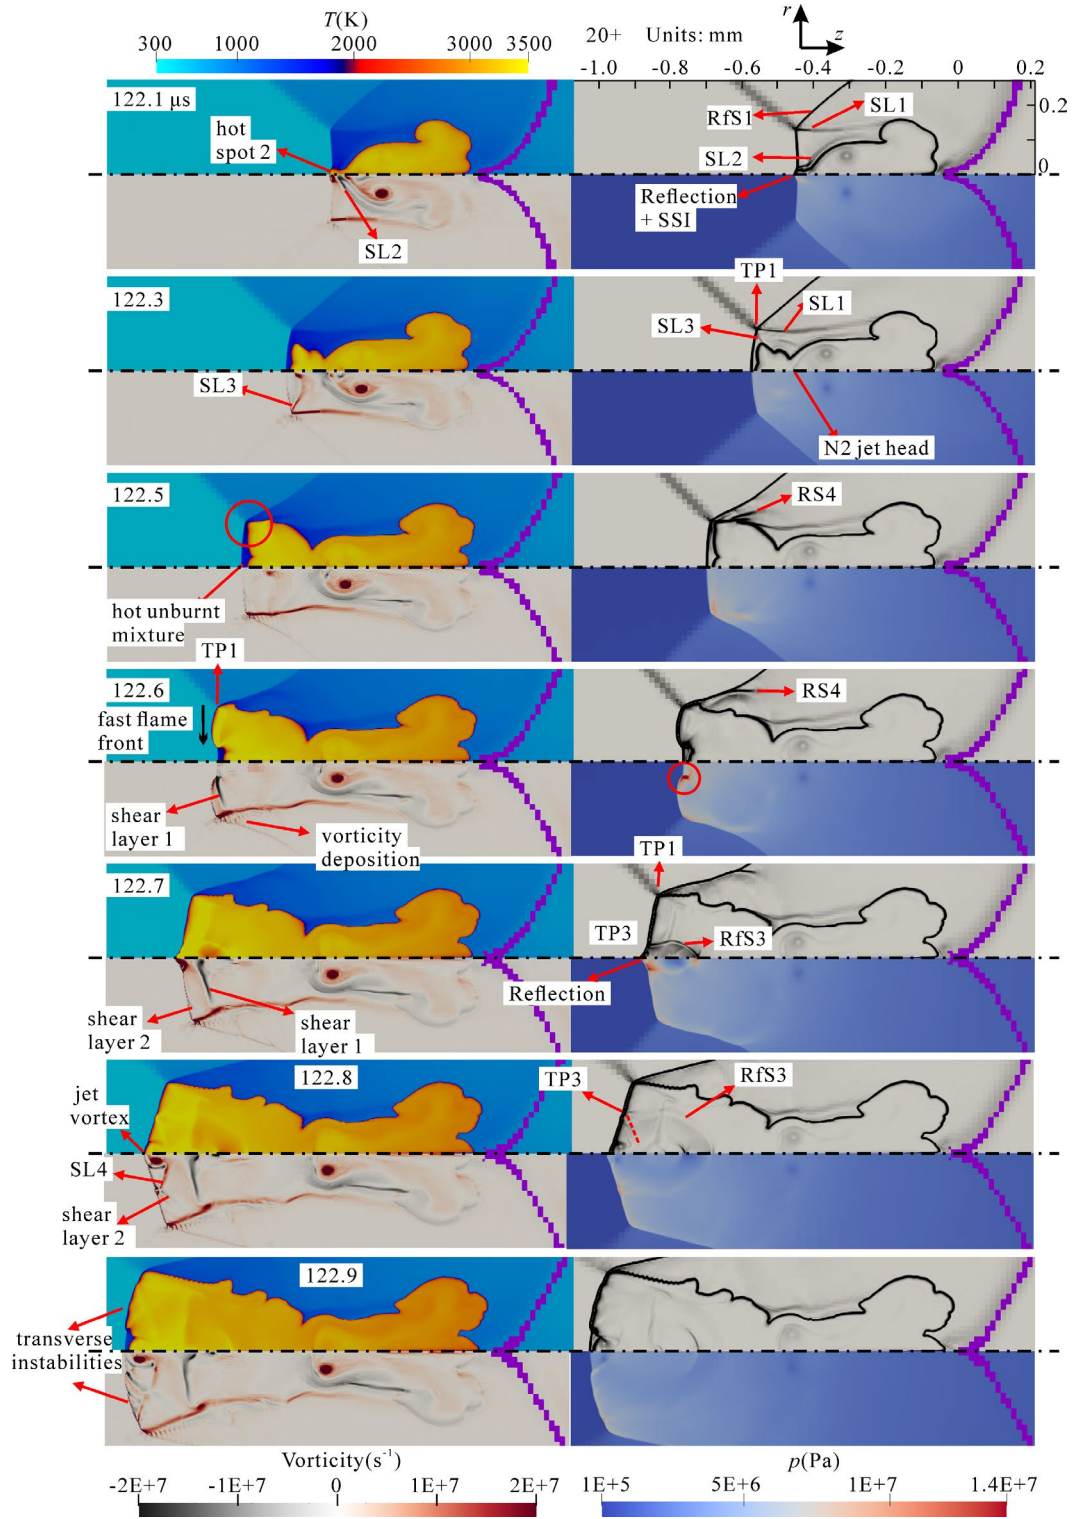 T(K)
300 1000 2000 3000 3500
20+ Units: mm
r
z
-1.0 -0.8 -0.6 -0.4 -0.2 0 0.2
122.1 μs
hot
spot 2
SL2
RfS1
SL1
SL2
0.2
0
Reflection
+ SSI
122.3
SL3
TP1
SL1
SL3
N2 jet head
122.5
hot unburnt
mixture
RS4
TP1
122.6
fast flame
front
shear
layer 1
vorticity
deposition
RS4
122.7
shear
layer 2
shear
layer 1
TP1
TP3
RfS3
Reflection
122.8
jet
vortex
SL4
shear
layer 2
TP3
RfS3
122.9
transverse
instabilities
Vorticity(s⁻¹)
-2E+7 -1E+7 0 1E+7 2E+7
p(Pa)
1E+5 5E+6 1E+7 1.4E+7